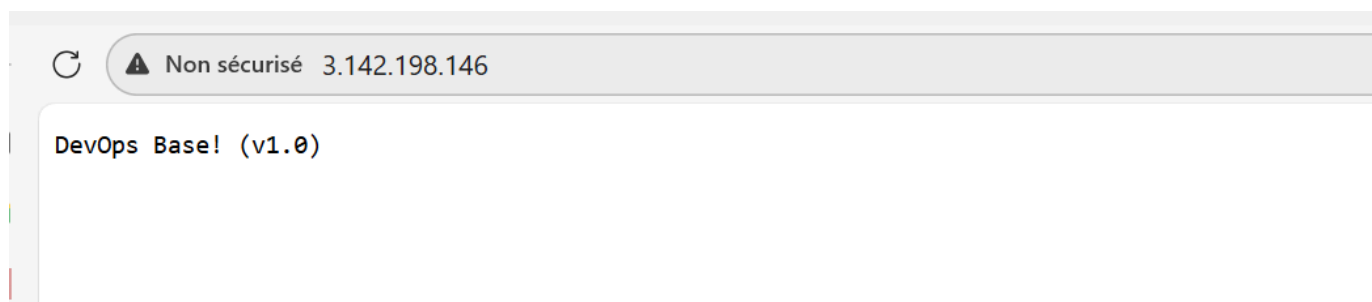 Non sécurisé 3.142.198.146
DevOps Base! (v1.0)